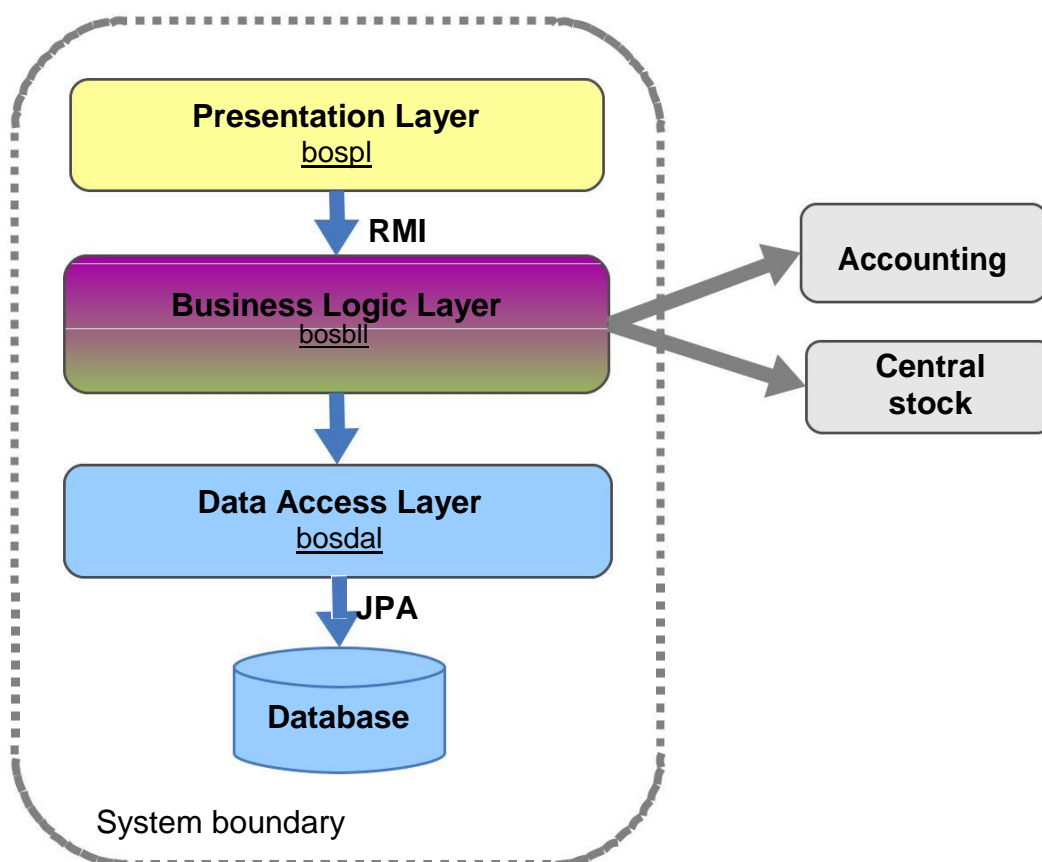 Presentation Layer
bospl
RMI
Business Logic Layer
bosbll
Accounting
Central
stock
Data Access Layer
bosdal
JPA
Database
System boundary